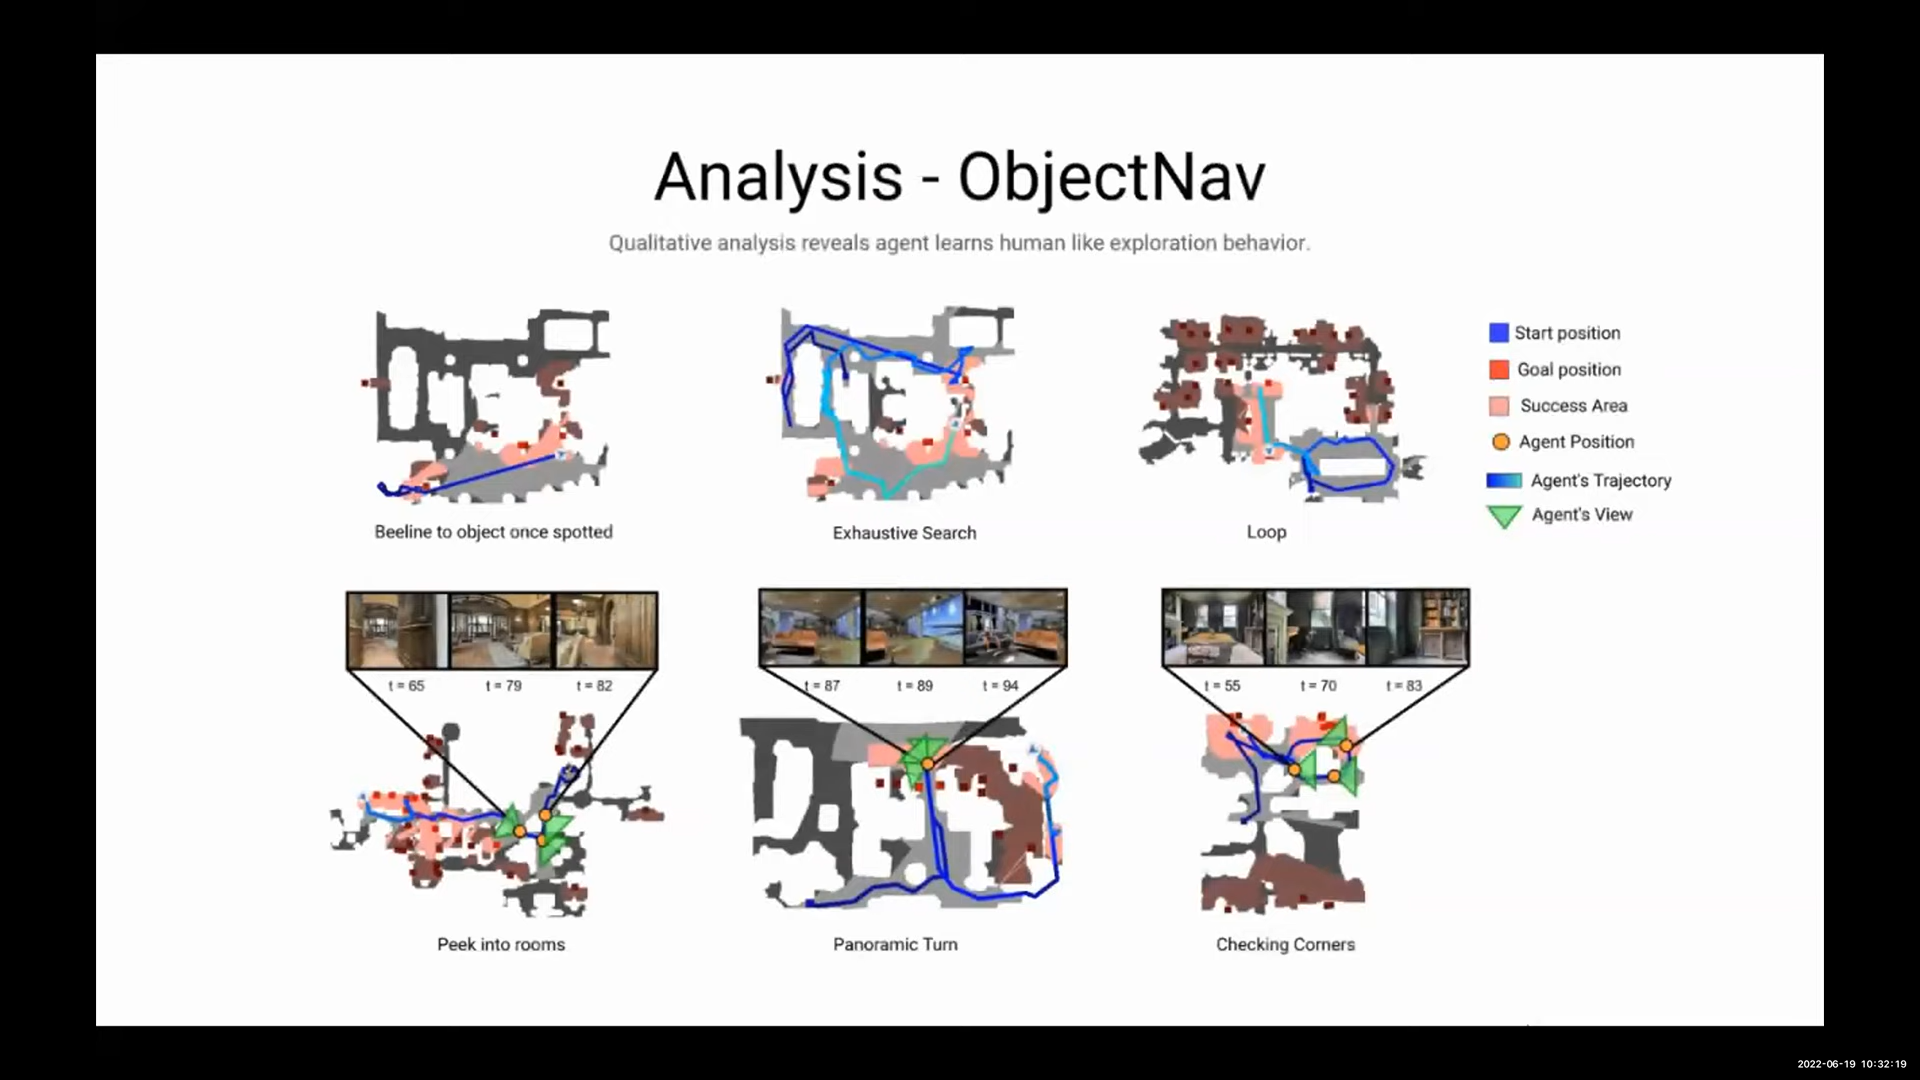 Analysis - ObjectNav
Qualitative analysis reveals agent learns human like exploration behavior.
Start position
Goal position
Success Area
Agent Position
Agent's Trajectory
Agent's View
Beeline to object once spotted
Exhaustive Search
Loop
t = 65 t = 79 t = 82
t = 87 t = 89 t = 94
t = 55 t = 70 t = 83
Peek into rooms
Panoramic Turn
Checking Corners
2022-06-19 10:32:19